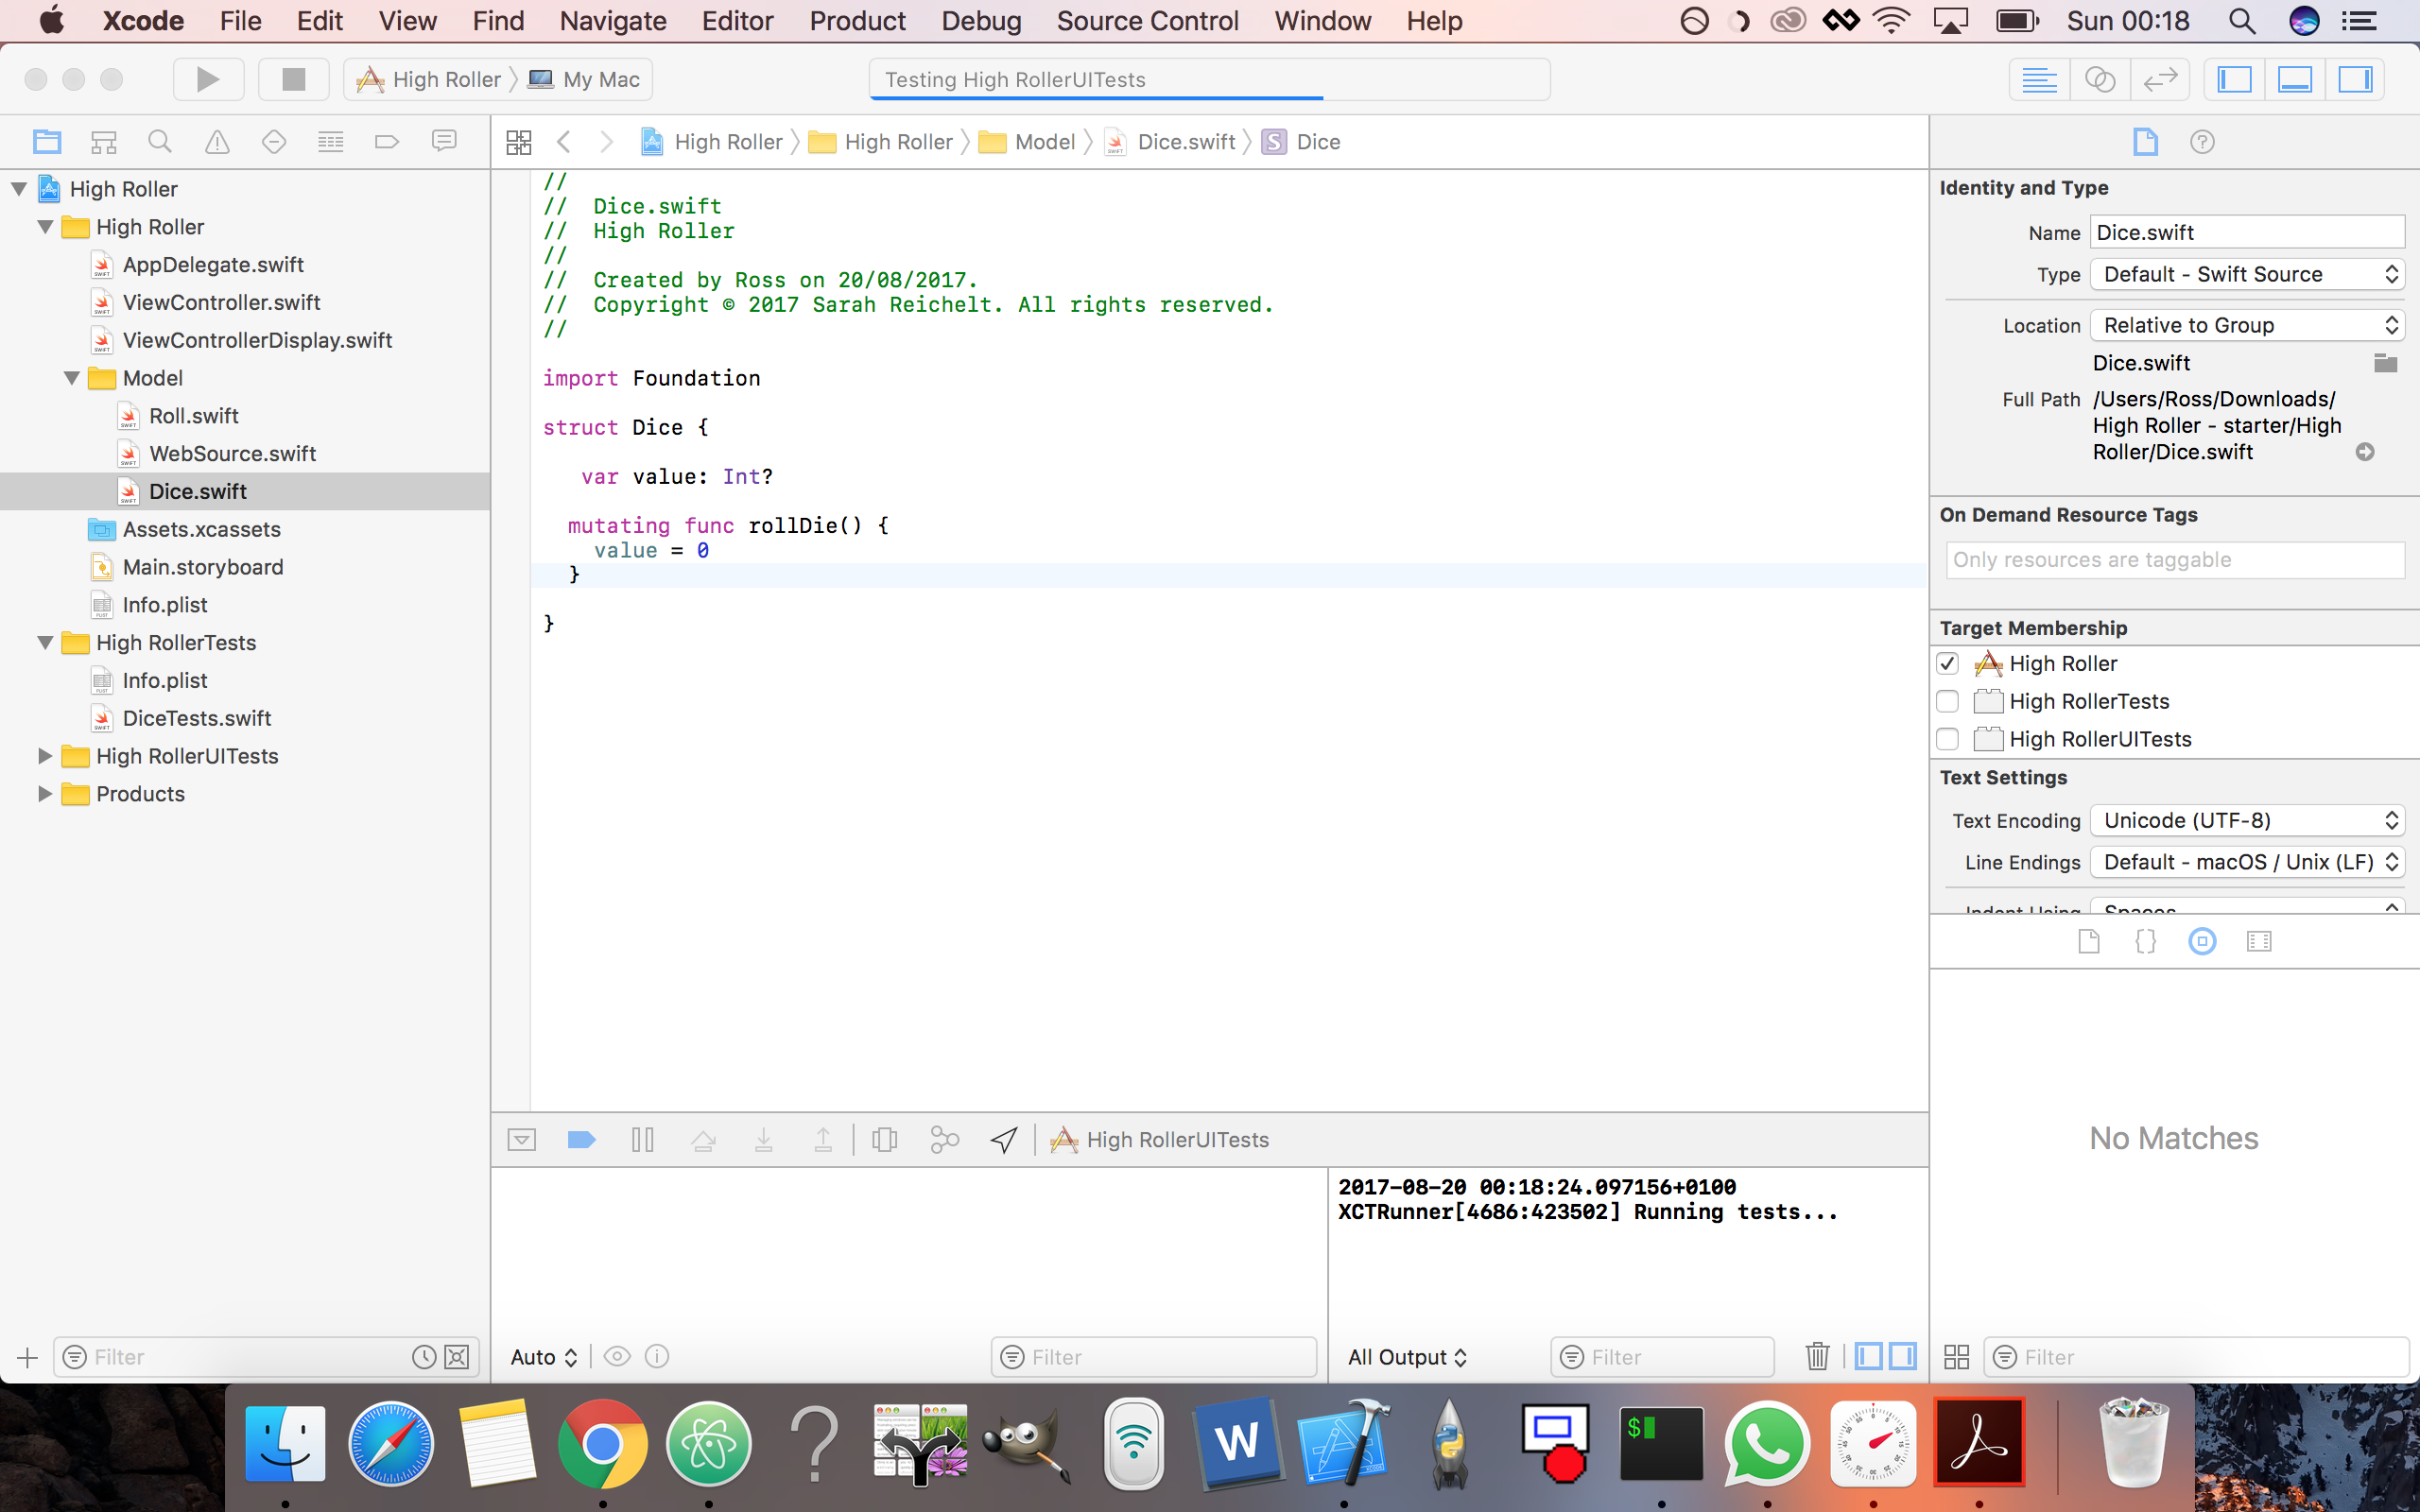 Xcode File Edit View Find Navigate Editor Product Debug Source Control Window Help Sun 00:18
High Roller My Mac
Testing High RollerUITests
High Roller High Roller Model Dice.swift Dice
High Roller
High Roller
AppDelegate.swift
ViewController.swift
ViewControllerDisplay.swift
Model
Roll.swift
WebSource.swift
Dice.swift
Assets.xcassets
Main.storyboard
Info.plist
High RollerTests
Info.plist
DiceTests.swift
High RollerUITests
Products
Filter
//
//  Dice.swift
//  High Roller
//
//  Created by Ross on 20/08/2017.
//  Copyright © 2017 Sarah Reichelt. All rights reserved.
//
import Foundation
struct Dice {
var value: Int?
mutating func rollDie() {
value = 0
}
}
High RollerUITests
Auto
Filter
2017-08-20 00:18:24.097156+0100
XCTRunner[4686:423502] Running tests...
All Output
Filter
Identity and Type
Name Dice.swift
Type Default - Swift Source
Location Relative to Group
Dice.swift
Full Path /Users/Ross/Downloads/
High Roller - starter/High
Roller/Dice.swift
On Demand Resource Tags
Only resources are taggable
Target Membership
High Roller
High RollerTests
High RollerUITests
Text Settings
Text Encoding Unicode (UTF-8)
Line Endings Default - macOS / Unix (LF)
Indent Using Spaces
No Matches
Filter
W
$